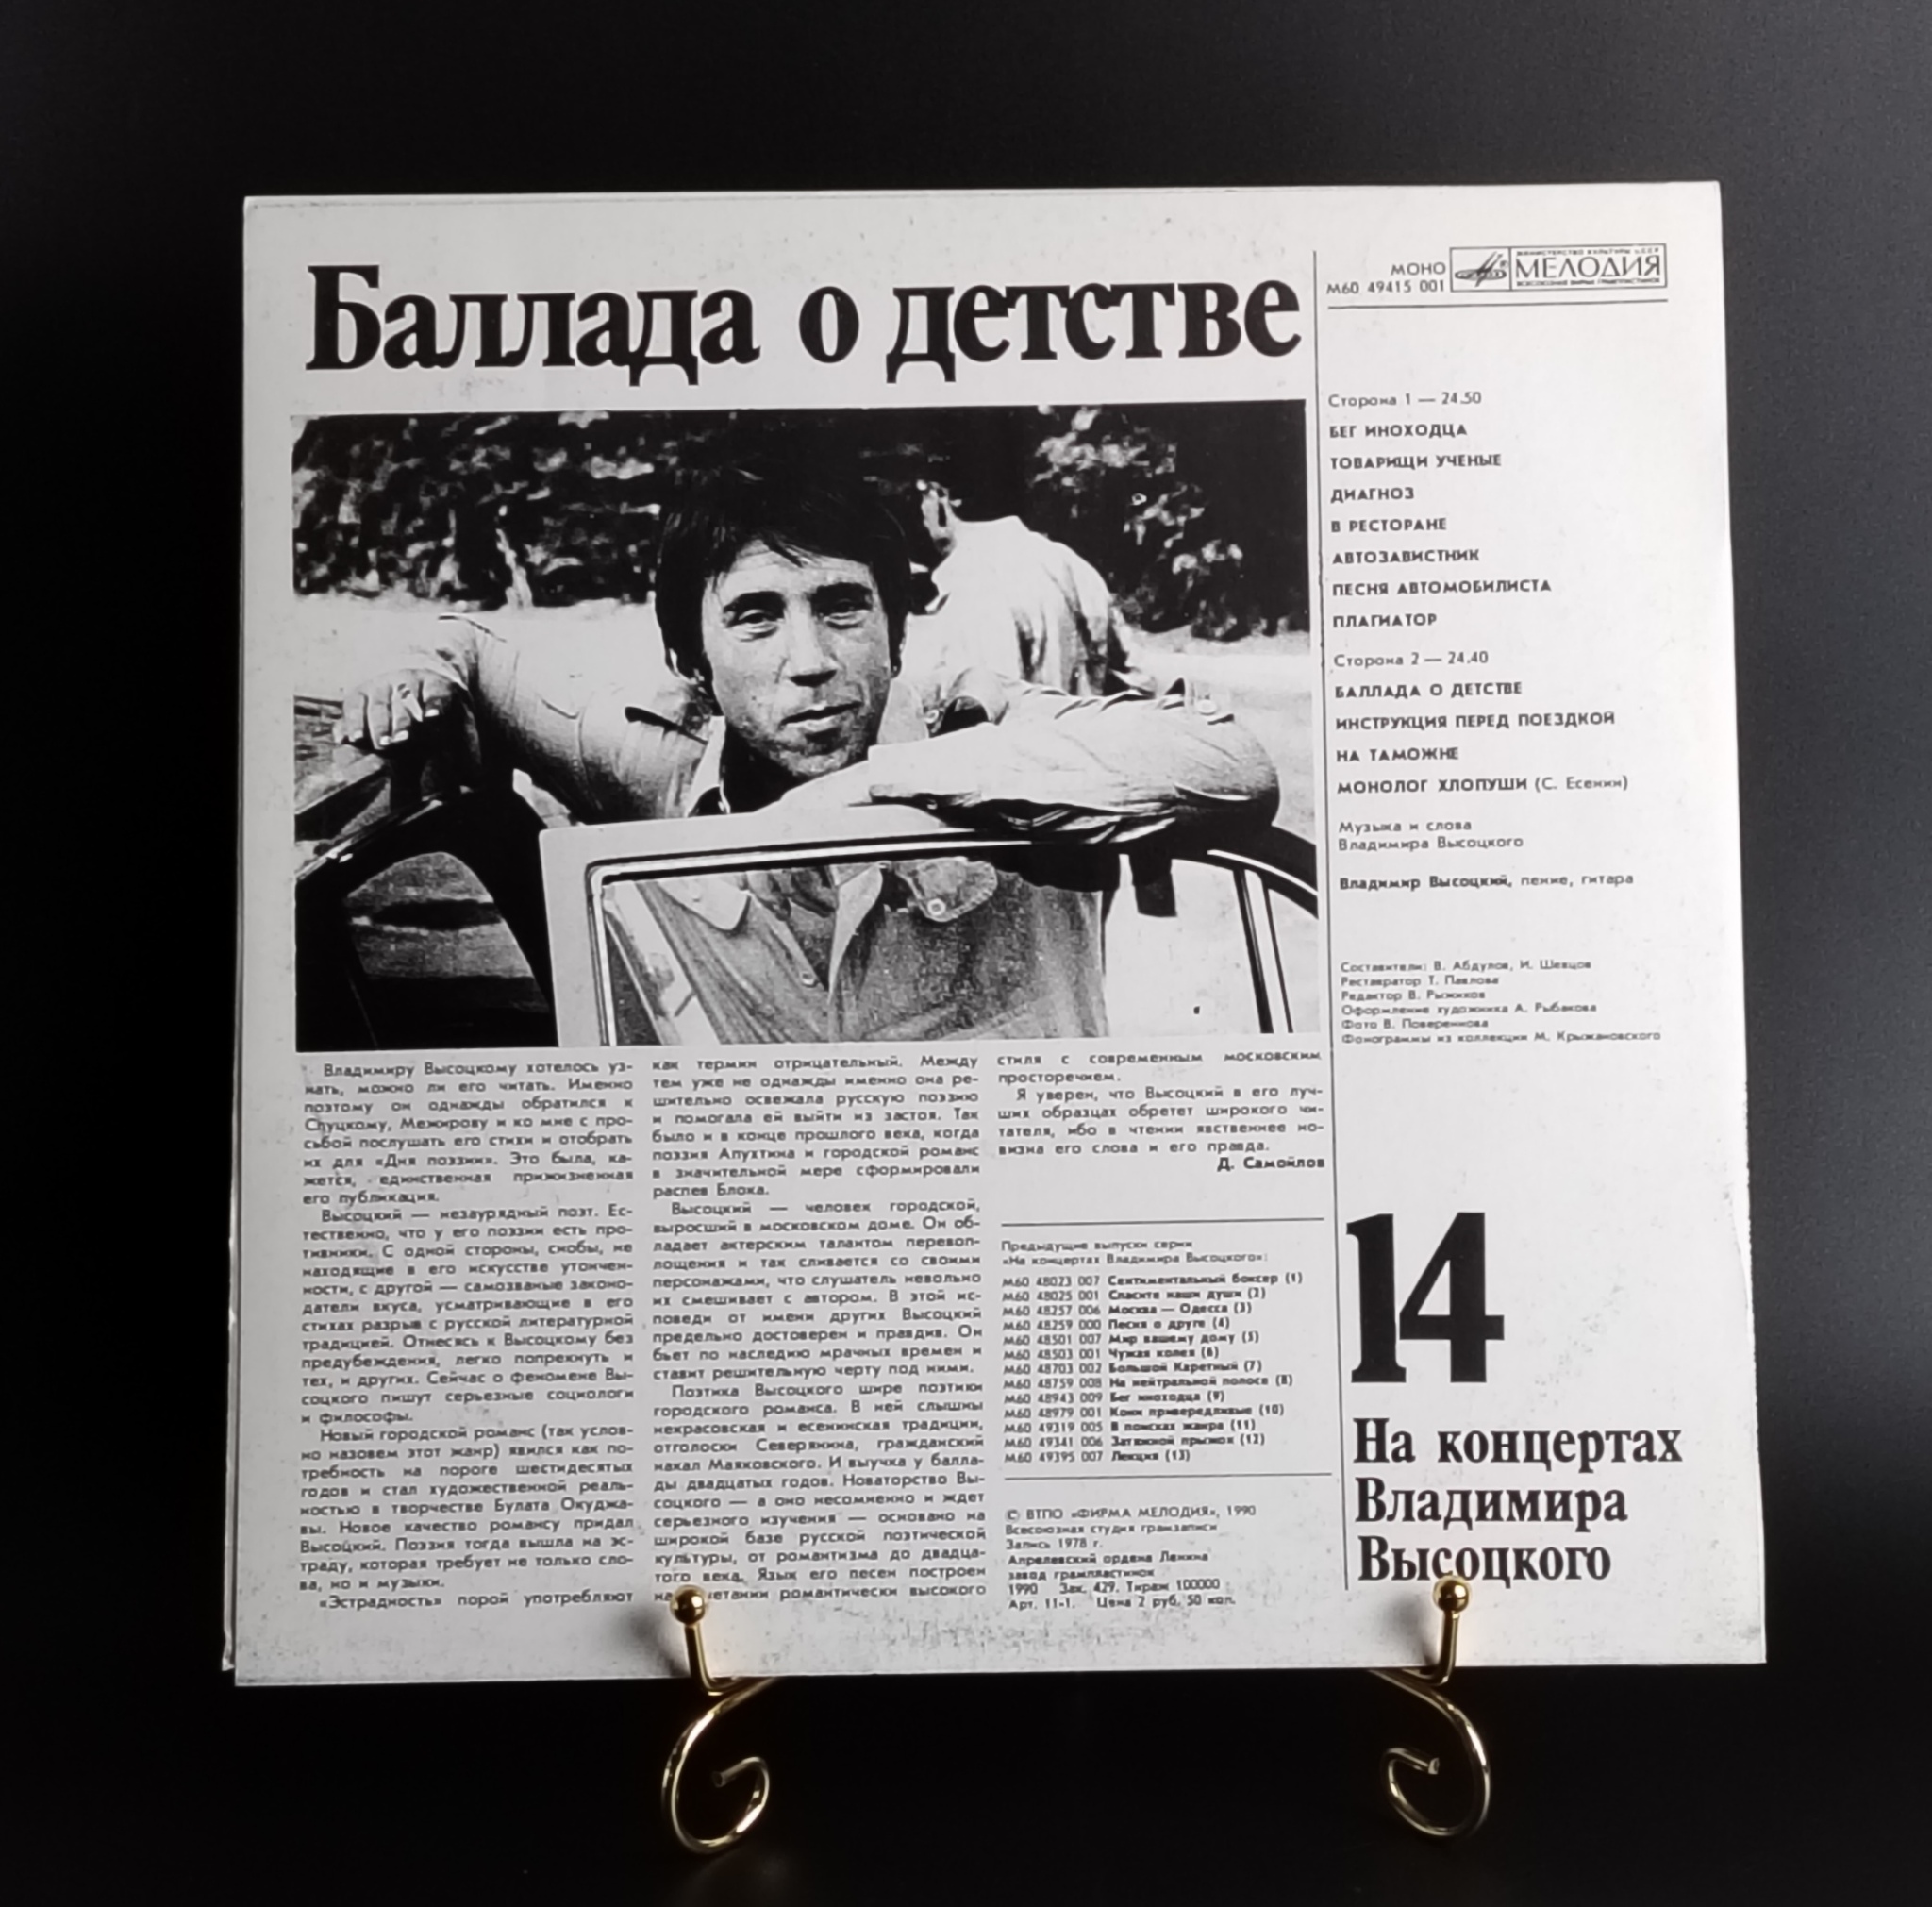 Баллада о детстве
МОНО
М60 49415 001
МИНИСТЕРСТВО КУЛЬТУРЫ СССР
МЕЛОДИЯ
ВСЕСОЮЗНАЯ ФИРМА ГРАМПЛАСТИНОК
Сторона 1 — 24.50
БЕГ ИНОХОДЦА
ТОВАРИЩИ УЧЕНЫЕ
ДИАГНОЗ
В РЕСТОРАНЕ
АВТОЗАВИСТНИК
ПЕСНЯ АВТОМОБИЛИСТА
ПЛАГИАТОР
Сторона 2 — 24.40
БАЛЛАДА О ДЕТСТВЕ
ИНСТРУКЦИЯ ПЕРЕД ПОЕЗДКОЙ
НА ТАМОЖНЕ
МОНОЛОГ ХЛОПУШИ (С. Есенин)
Музыка и слова
Владимира Высоцкого
Владимир Высоцкий, пение, гитара
Составители: В. Абдулов, И. Шевцов
Реставратор Т. Павлова
Редактор В. Рыжиков
Оформление художника А. Рыбакова
Фото В. Поверенова
Фонограммы из коллекции М. Крыжановского
Владимиру Высоцкому хотелось уз-
нать, можно ли его читать. Именно
поэтому он однажды обратился к
Слуцкому, Межирову и ко мне с про-
сьбой послушать его стихи и отобрать
их для «Дня поэзии». Это была, ка-
жется, единственная прижизненная
его публикация.
Высоцкий — незаурядный поэт. Ес-
тественно, что у его поэзии есть про-
тивники. С одной стороны, снобы, не
находящие в его искусстве утончен-
ности, с другой — самозваные законо-
датели вкуса, усматривающие в его
стихах разрыв с русской литературной
традицией. Отнесясь к Высоцкому без
предубеждения, легко попрекнуть и
тех, и других. Сейчас о феномене Вы-
соцкого пишут серьезные социологи
и философы.
Новый городской романс (так услов-
но назовем этот жанр) явился как по-
требность на пороге шестидесятых
годов и стал художественной реаль-
ностью в творчестве Булата Окуджа-
вы. Новое качество романсу придал
Высоцкий. Поэзия тогда вышла на эс-
траду, которая требует не только сло-
ва, но и музыки.
«Эстрадность» порой употребляют
как термин отрицательный. Между
тем уже не однажды именно она ре-
шительно освежала русскую поэзию
и помогала ей выйти из застоя. Так
было и в конце прошлого века, когда
поэзия Апухтина и городской романс
в значительной мере сформировали
распев Блока.
Высоцкий — человек городской,
выросший в московском доме. Он об-
ладает актерским талантом перевоп-
лощения и так сливается со своими
персонажами, что слушатель невольно
их смешивает с автором. В этой ис-
поведи от имени других Высоцкий
предельно достоверен и правдив. Он
бьет по наследию мрачных времен и
ставит решительную черту под ними.
Поэтика Высоцкого шире поэтики
городского романса. В ней слышны
некрасовская и есенинская традиции,
отголоски Северянина, гражданский
накал Маяковского. И выучка у балла-
ды двадцатых годов. Новаторство Вы-
соцкого — а оно несомненно и ждет
серьезного изучения — основано на
широкой базе русской поэтической
культуры, от романтизма до двадца-
того века. Язык его песен построен
на четании романтически высокого
стиля с современным московским
просторечием.
Я уверен, что Высоцкий в его луч-
ших образцах обретет широкого чи-
тателя, ибо в чтении явственнее но-
визна его слова и его правда.
Д. Самойлов
Предыдущие выпуски серии
«На концертах Владимира Высоцкого»:
М60 48023 007 Сентиментальный боксер (1)
М60 48025 001 Спасите наши души (2)
М60 48257 006 Москва — Одесса (3)
М60 48259 000 Песня о друге (4)
М60 48501 007 Мир вашему дому (5)
М60 48503 001 Чужая колея (6)
М60 48703 002 Большой Каретный (7)
М60 48759 008 На нейтральной полосе (8)
М60 48943 009 Бег иноходца (9)
М60 48979 001 Кони привередливые (10)
М60 49319 005 В поисках жанра (11)
М60 49341 006 Затяжной прыжок (12)
М60 49395 007 Лекция (13)
© ВТПО «ФИРМА МЕЛОДИЯ», 1990
Всесоюзная студия грамзаписи
Запись 1978 г.
Апрелевский ордена Ленина
завод грампластинок
1990 Зак. 429. Тираж 100000
Арт. 11-1. Цена 2 руб. 50 коп.
14
На концертах
Владимира
Высоцкого